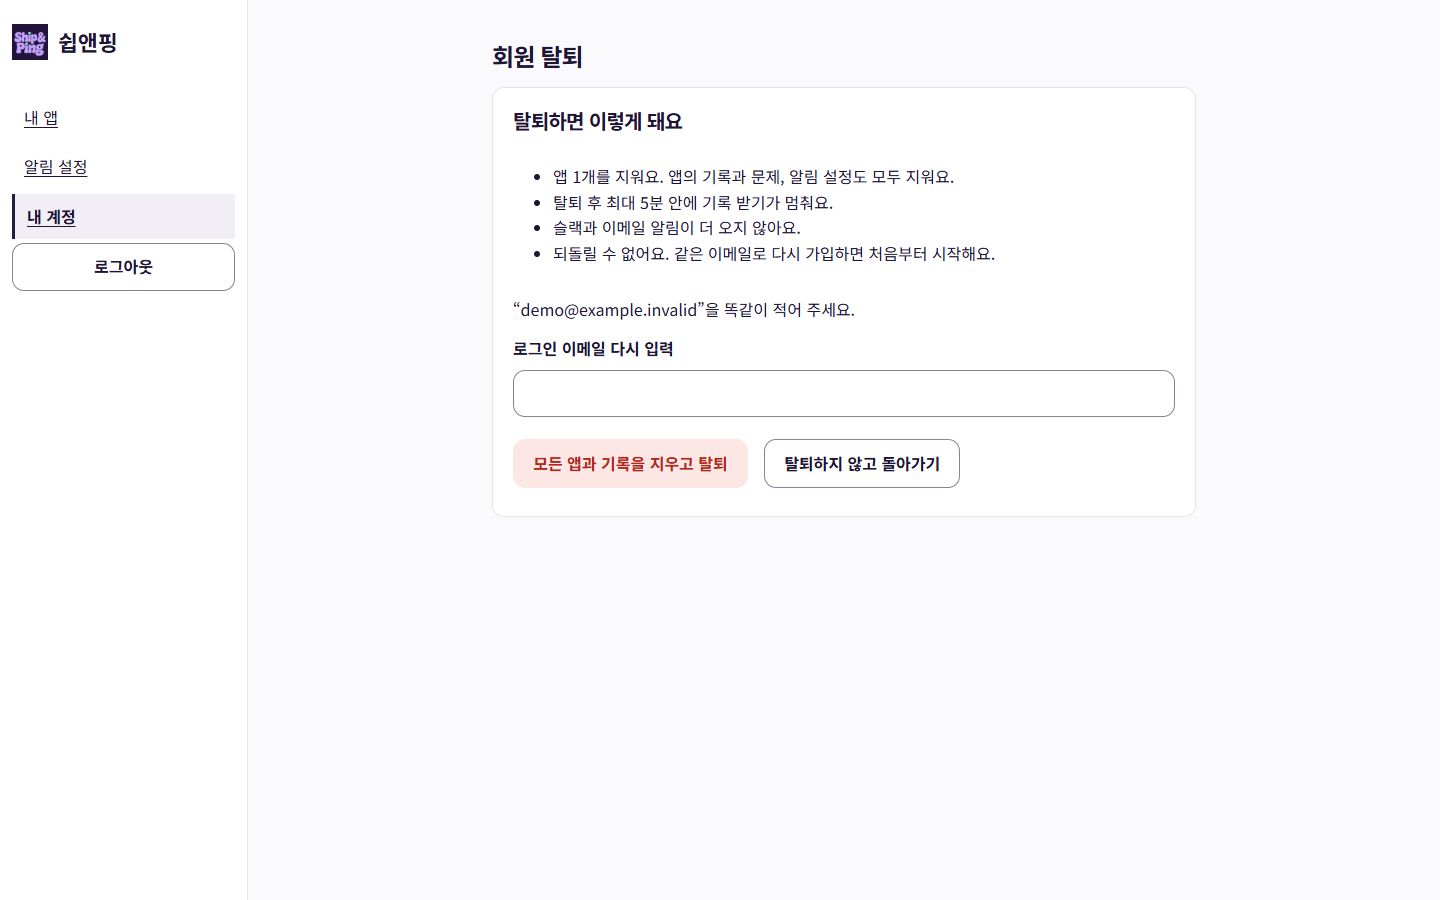 Ship&
Ping
쉽앤핑
내 앱
알림 설정
내 계정
로그아웃
회원 탈퇴
탈퇴하면 이렇게 돼요
앱 1개를 지워요. 앱의 기록과 문제, 알림 설정도 모두 지워요.
탈퇴 후 최대 5분 안에 기록 받기가 멈춰요.
슬랙과 이메일 알림이 더 오지 않아요.
되돌릴 수 없어요. 같은 이메일로 다시 가입하면 처음부터 시작해요.
“demo@example.invalid”을 똑같이 적어 주세요.
로그인 이메일 다시 입력
모든 앱과 기록을 지우고 탈퇴
탈퇴하지 않고 돌아가기